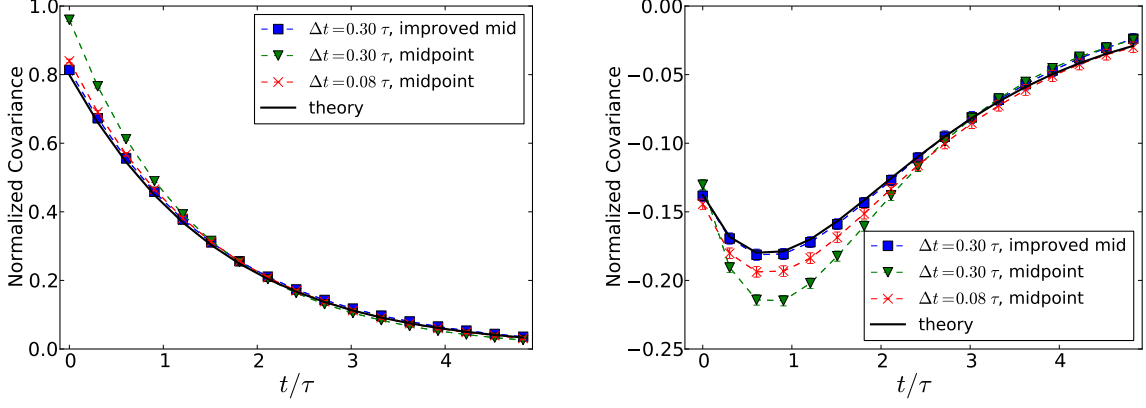 Normalized Covariance
1.0
0.8
0.6
0.4
0.2
0.0
Δt=0.30 τ, improved mid
Δt=0.30 τ, midpoint
Δt=0.08 τ, midpoint
theory
0 1 2 3 4
t/τ
Normalized Covariance
−0.00
−0.05
−0.10
−0.15
−0.20
−0.25
Δt=0.30 τ, improved mid
Δt=0.30 τ, midpoint
Δt=0.08 τ, midpoint
theory
0 1 2 3 4
t/τ